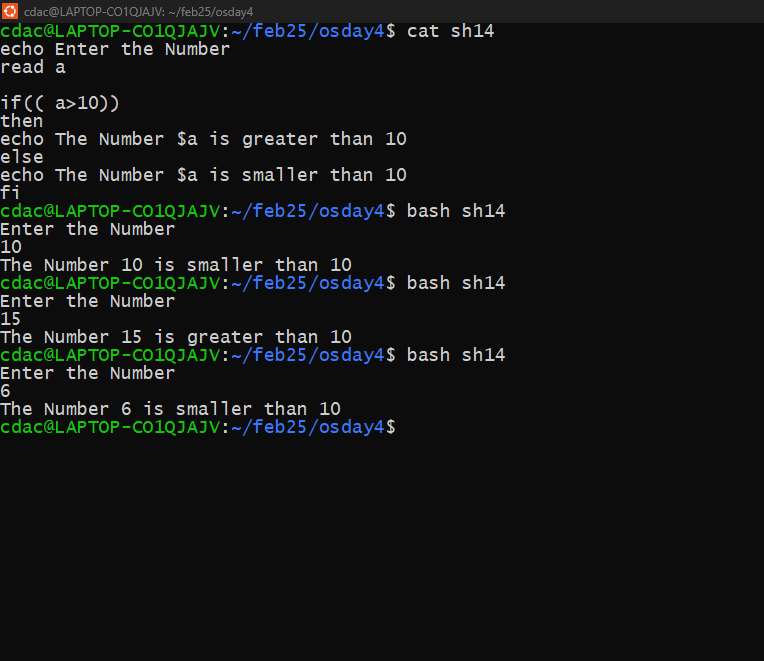 cdac@LAPTOP-CO1QJAJV: ~/feb25/osday4
cdac@LAPTOP-CO1QJAJV:~/feb25/osday4$ cat sh14
echo Enter the Number
read a

if(( a>10))
then
echo The Number $a is greater than 10
else
echo The Number $a is smaller than 10
fi
cdac@LAPTOP-CO1QJAJV:~/feb25/osday4$ bash sh14
Enter the Number
10
The Number 10 is smaller than 10
cdac@LAPTOP-CO1QJAJV:~/feb25/osday4$ bash sh14
Enter the Number
15
The Number 15 is greater than 10
cdac@LAPTOP-CO1QJAJV:~/feb25/osday4$ bash sh14
Enter the Number
6
The Number 6 is smaller than 10
cdac@LAPTOP-CO1QJAJV:~/feb25/osday4$